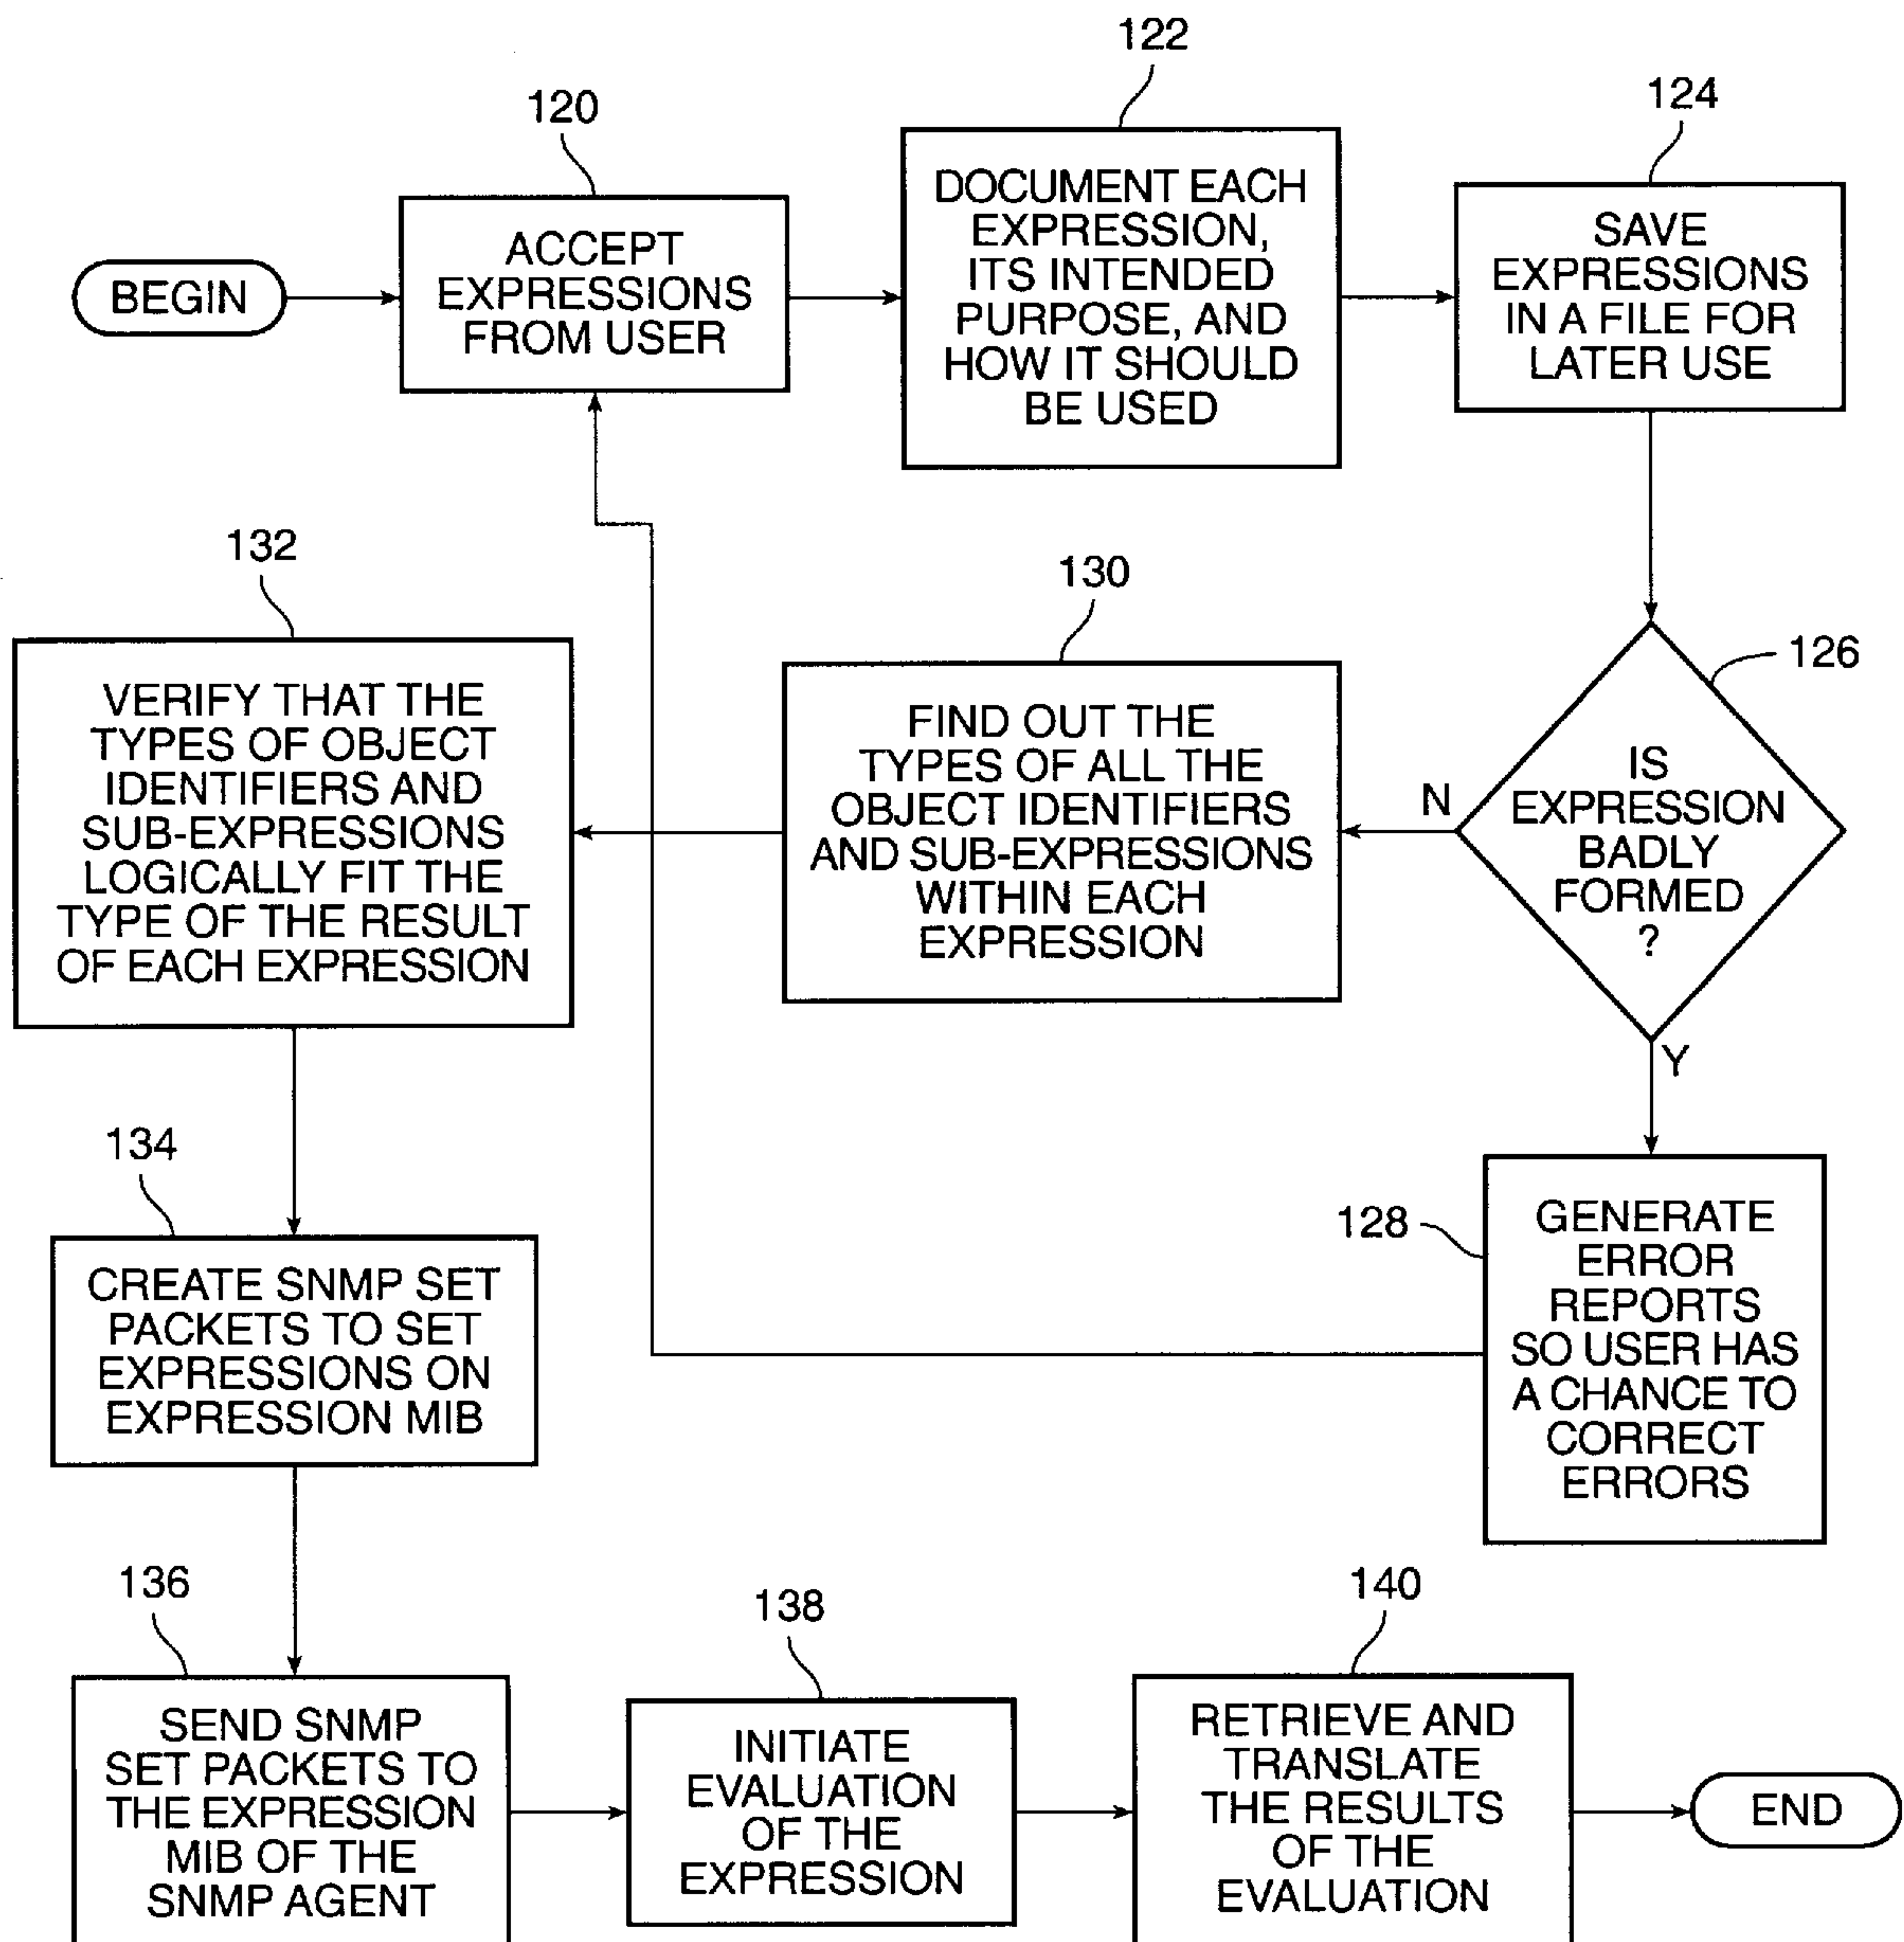 BEGIN
120
ACCEPT
EXPRESSIONS
FROM USER
122
DOCUMENT EACH
EXPRESSION,
ITS INTENDED
PURPOSE, AND
HOW IT SHOULD
BE USED
124
SAVE
EXPRESSIONS
IN A FILE FOR
LATER USE
126
IS
EXPRESSION
BADLY
FORMED
?
N
Y
128
GENERATE
ERROR
REPORTS
SO USER HAS
A CHANCE TO
CORRECT
ERRORS
130
FIND OUT THE
TYPES OF ALL THE
OBJECT IDENTIFIERS
AND SUB-EXPRESSIONS
WITHIN EACH
EXPRESSION
132
VERIFY THAT THE
TYPES OF OBJECT
IDENTIFIERS AND
SUB-EXPRESSIONS
LOGICALLY FIT THE
TYPE OF THE RESULT
OF EACH EXPRESSION
134
CREATE SNMP SET
PACKETS TO SET
EXPRESSIONS ON
EXPRESSION MIB
136
SEND SNMP
SET PACKETS TO
THE EXPRESSION
MIB OF THE
SNMP AGENT
138
INITIATE
EVALUATION
OF THE
EXPRESSION
140
RETRIEVE AND
TRANSLATE
THE RESULTS
OF THE
EVALUATION
END